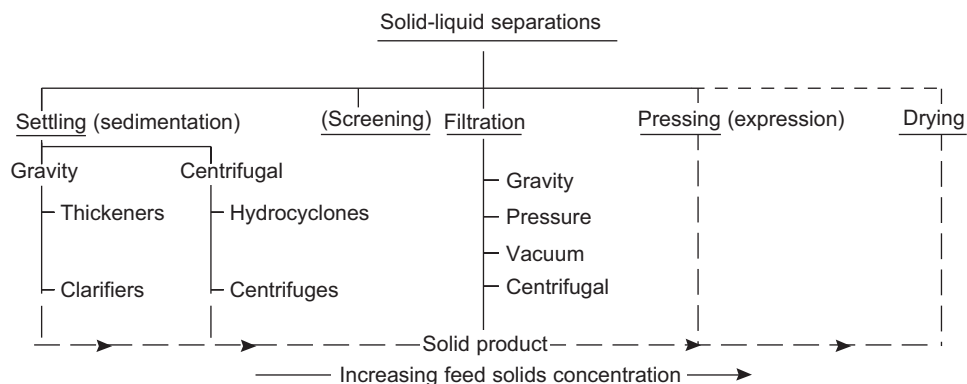 Solid-liquid separations
Settling (sedimentation)
(Screening)
Filtration
Pressing (expression)
Drying
Gravity
Centrifugal
Thickeners
Hydrocyclones
Clarifiers
Centrifuges
Gravity
Pressure
Vacuum
Centrifugal
Solid product
Increasing feed solids concentration